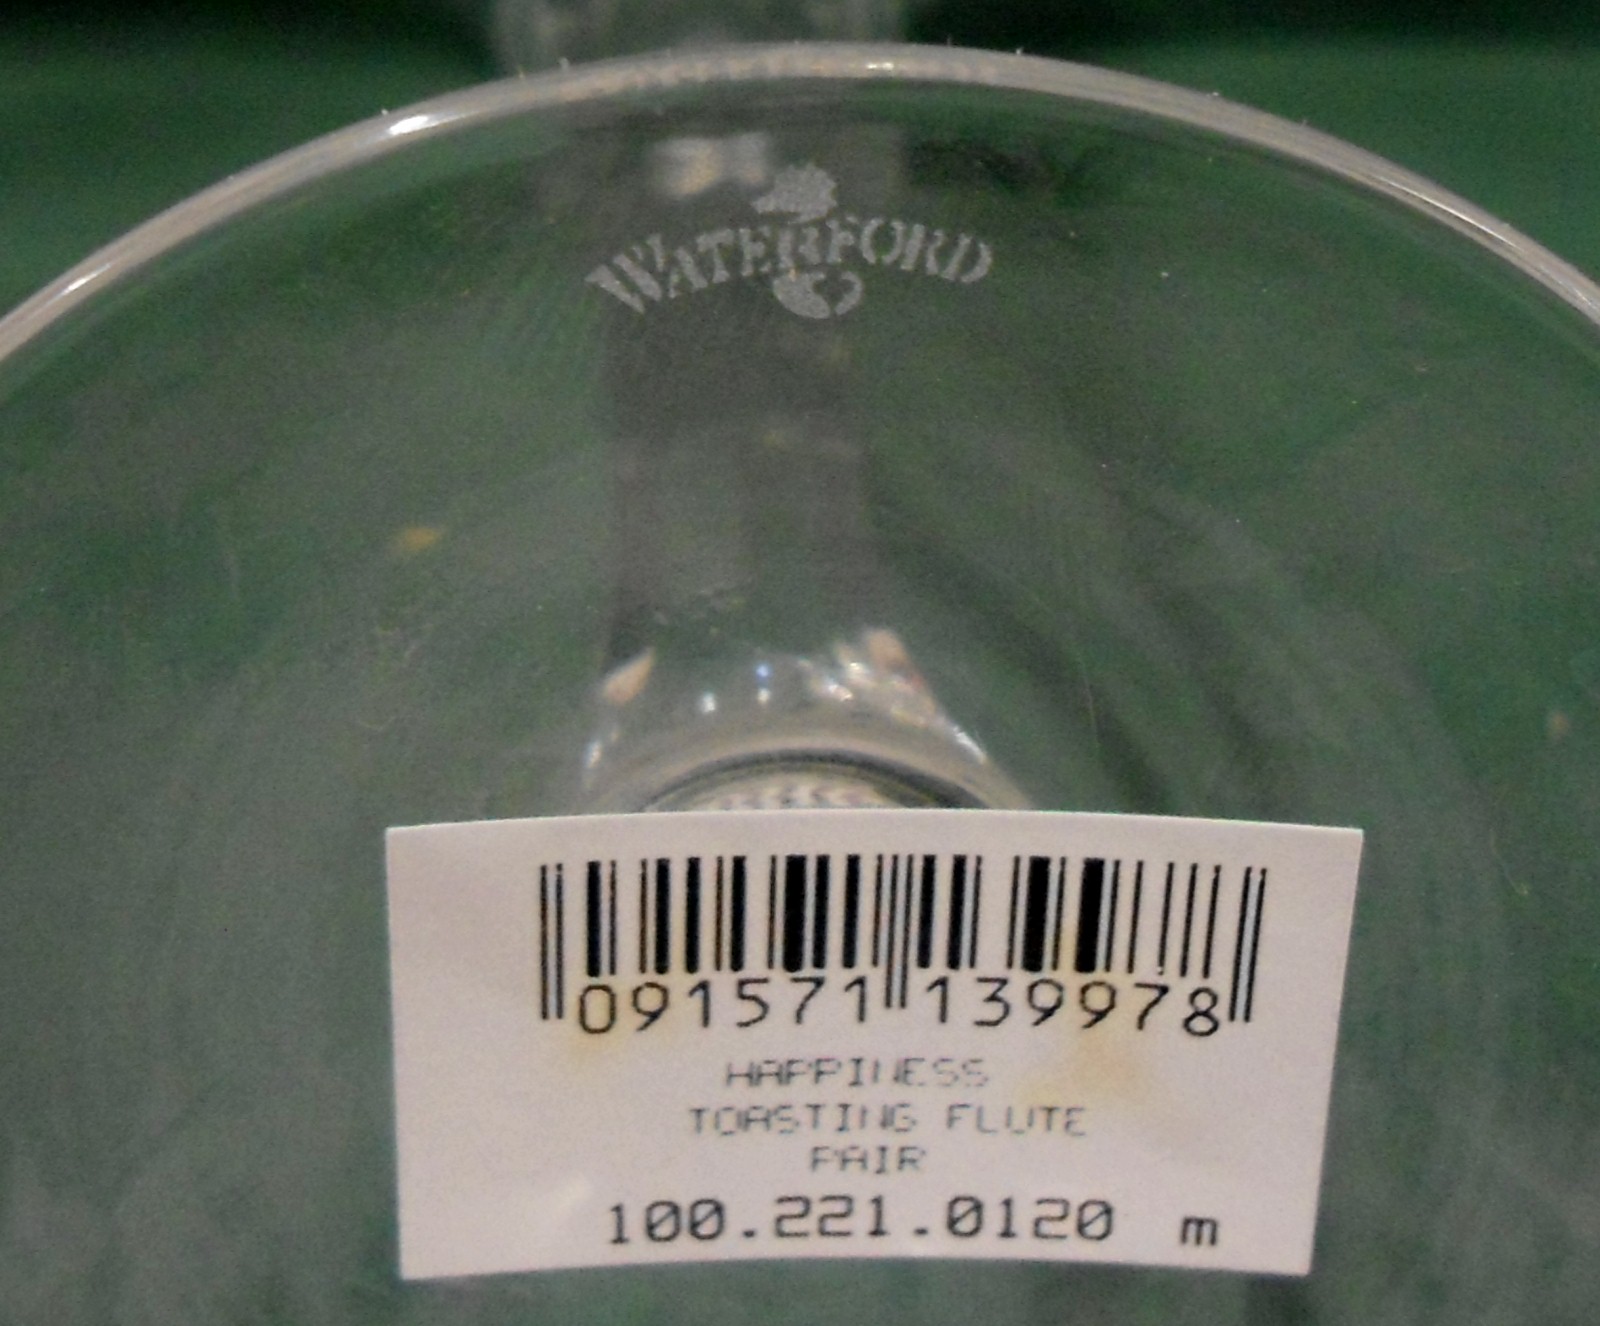 WATERFORD
091571 139978
HAPPINESS
TOASTING FLUTE
PAIR
100.221.0120 m